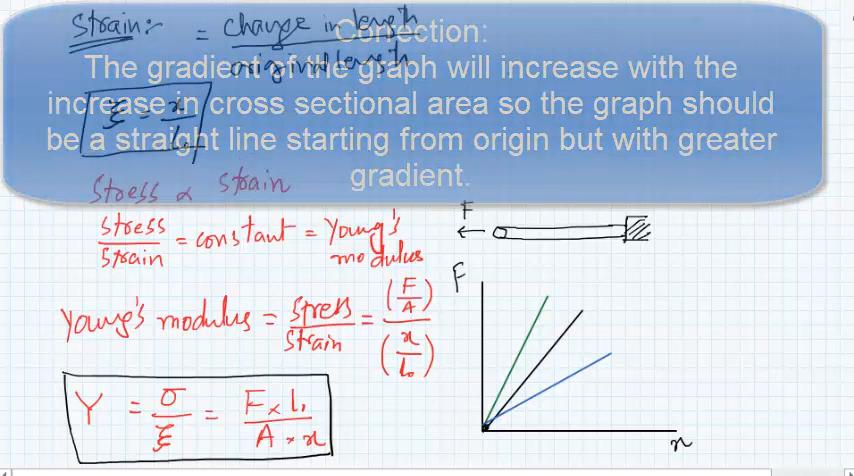 Strain:- = change in length
original length
Correction:
The gradient of the graph will increase with the
increase in cross sectional area so the graph should
be a straight line starting from origin but with greater
gradient.
ξ = x/l₀
Stress ∝ Strain
stress/strain = constant = Young's modulus
Young's modulus = stress/strain = (F/A)/(x/l₀)
Y = σ/ξ = F × l₀/A × x
F
F
x